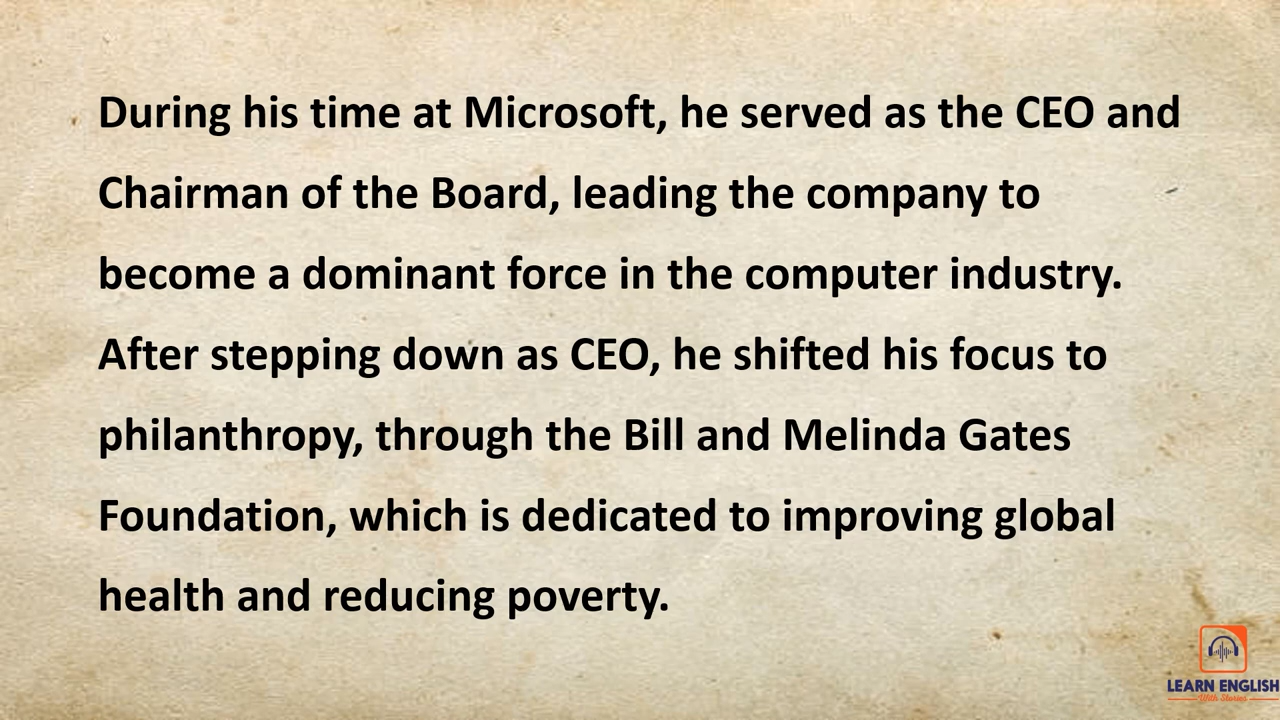 During his time at Microsoft, he served as the CEO and
Chairman of the Board, leading the company to
become a dominant force in the computer industry.
After stepping down as CEO, he shifted his focus to
philanthropy, through the Bill and Melinda Gates
Foundation, which is dedicated to improving global
health and reducing poverty.
LEARN ENGLISH
With Stories